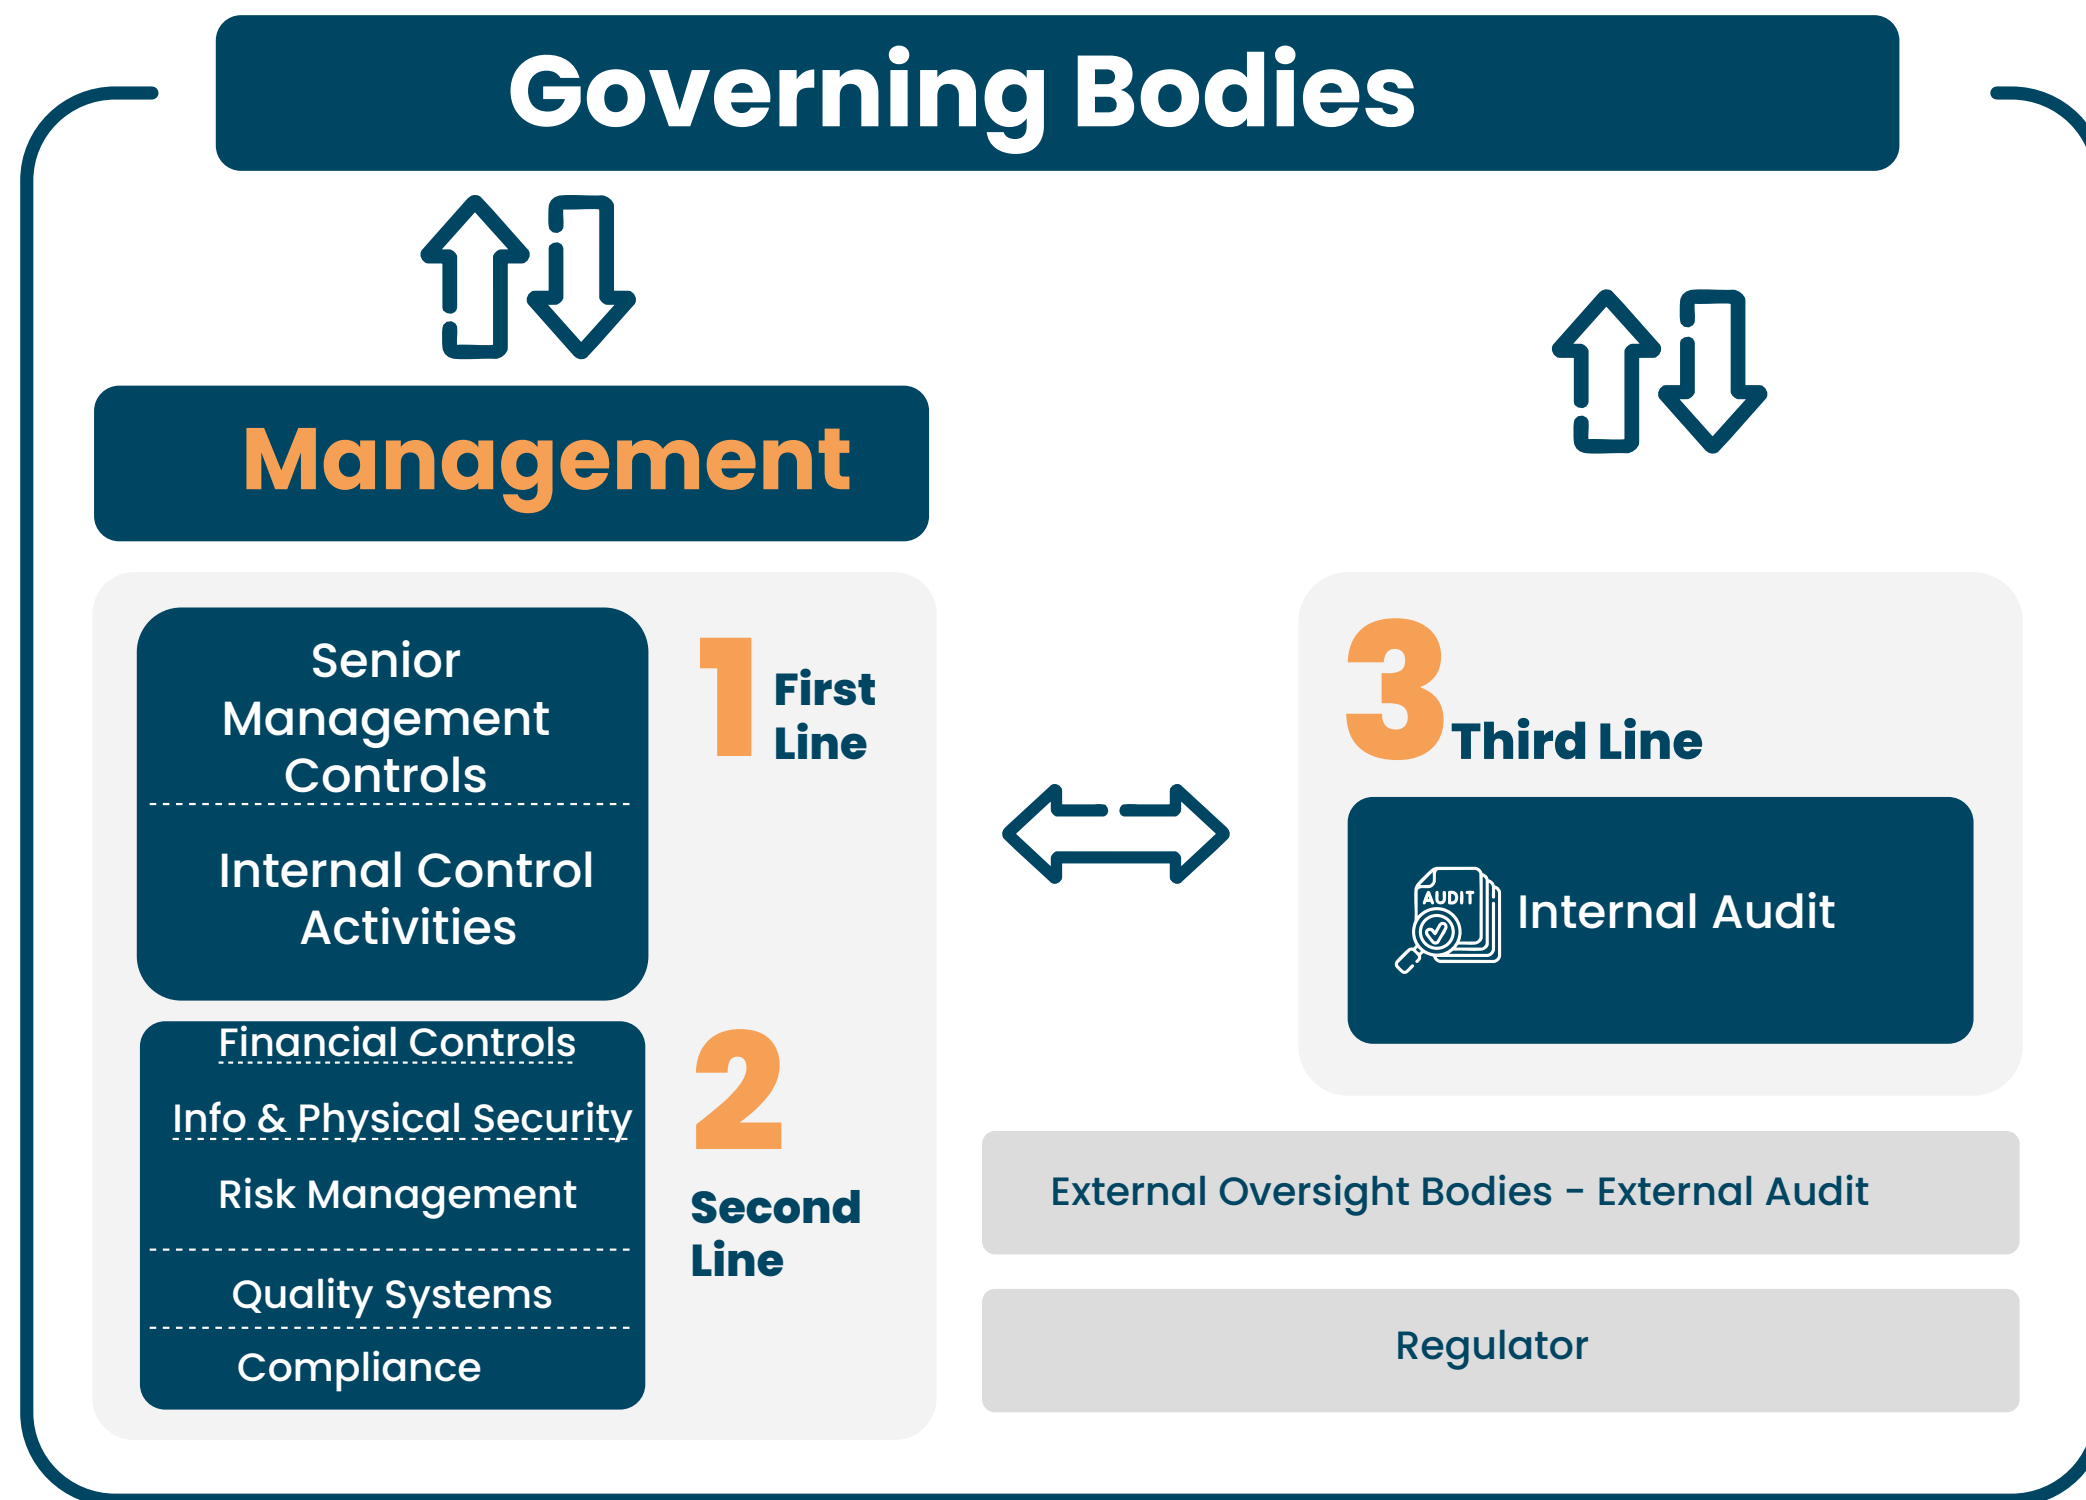 Governing Bodies
Management
Senior
Management
Controls
Internal Control
Activities
1
First
Line
Financial Controls
Info & Physical Security
Risk Management
Quality Systems
Compliance
2
Second
Line
3
Third Line
AUDIT
Internal Audit
External Oversight Bodies - External Audit
Regulator